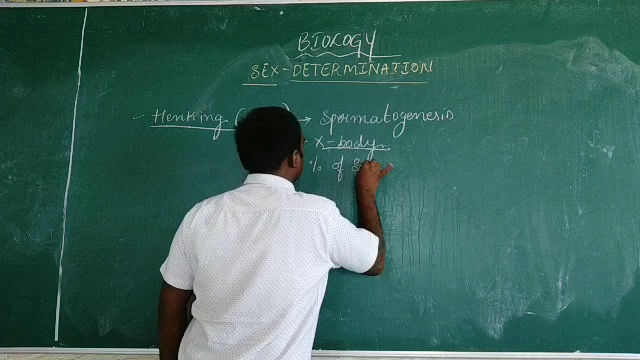 BIOLOGY
SEX-DETERMINATION
Henking ( ) → Spermatogenesis
X-body.
% of